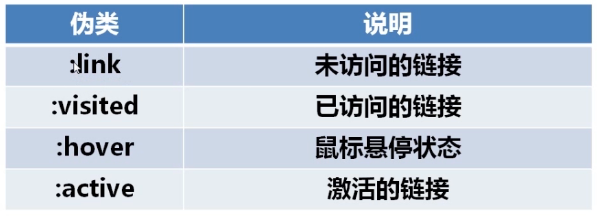 伪类 说明
:link 未访问的链接
:visited 已访问的链接
:hover 鼠标悬停状态
:active 激活的链接